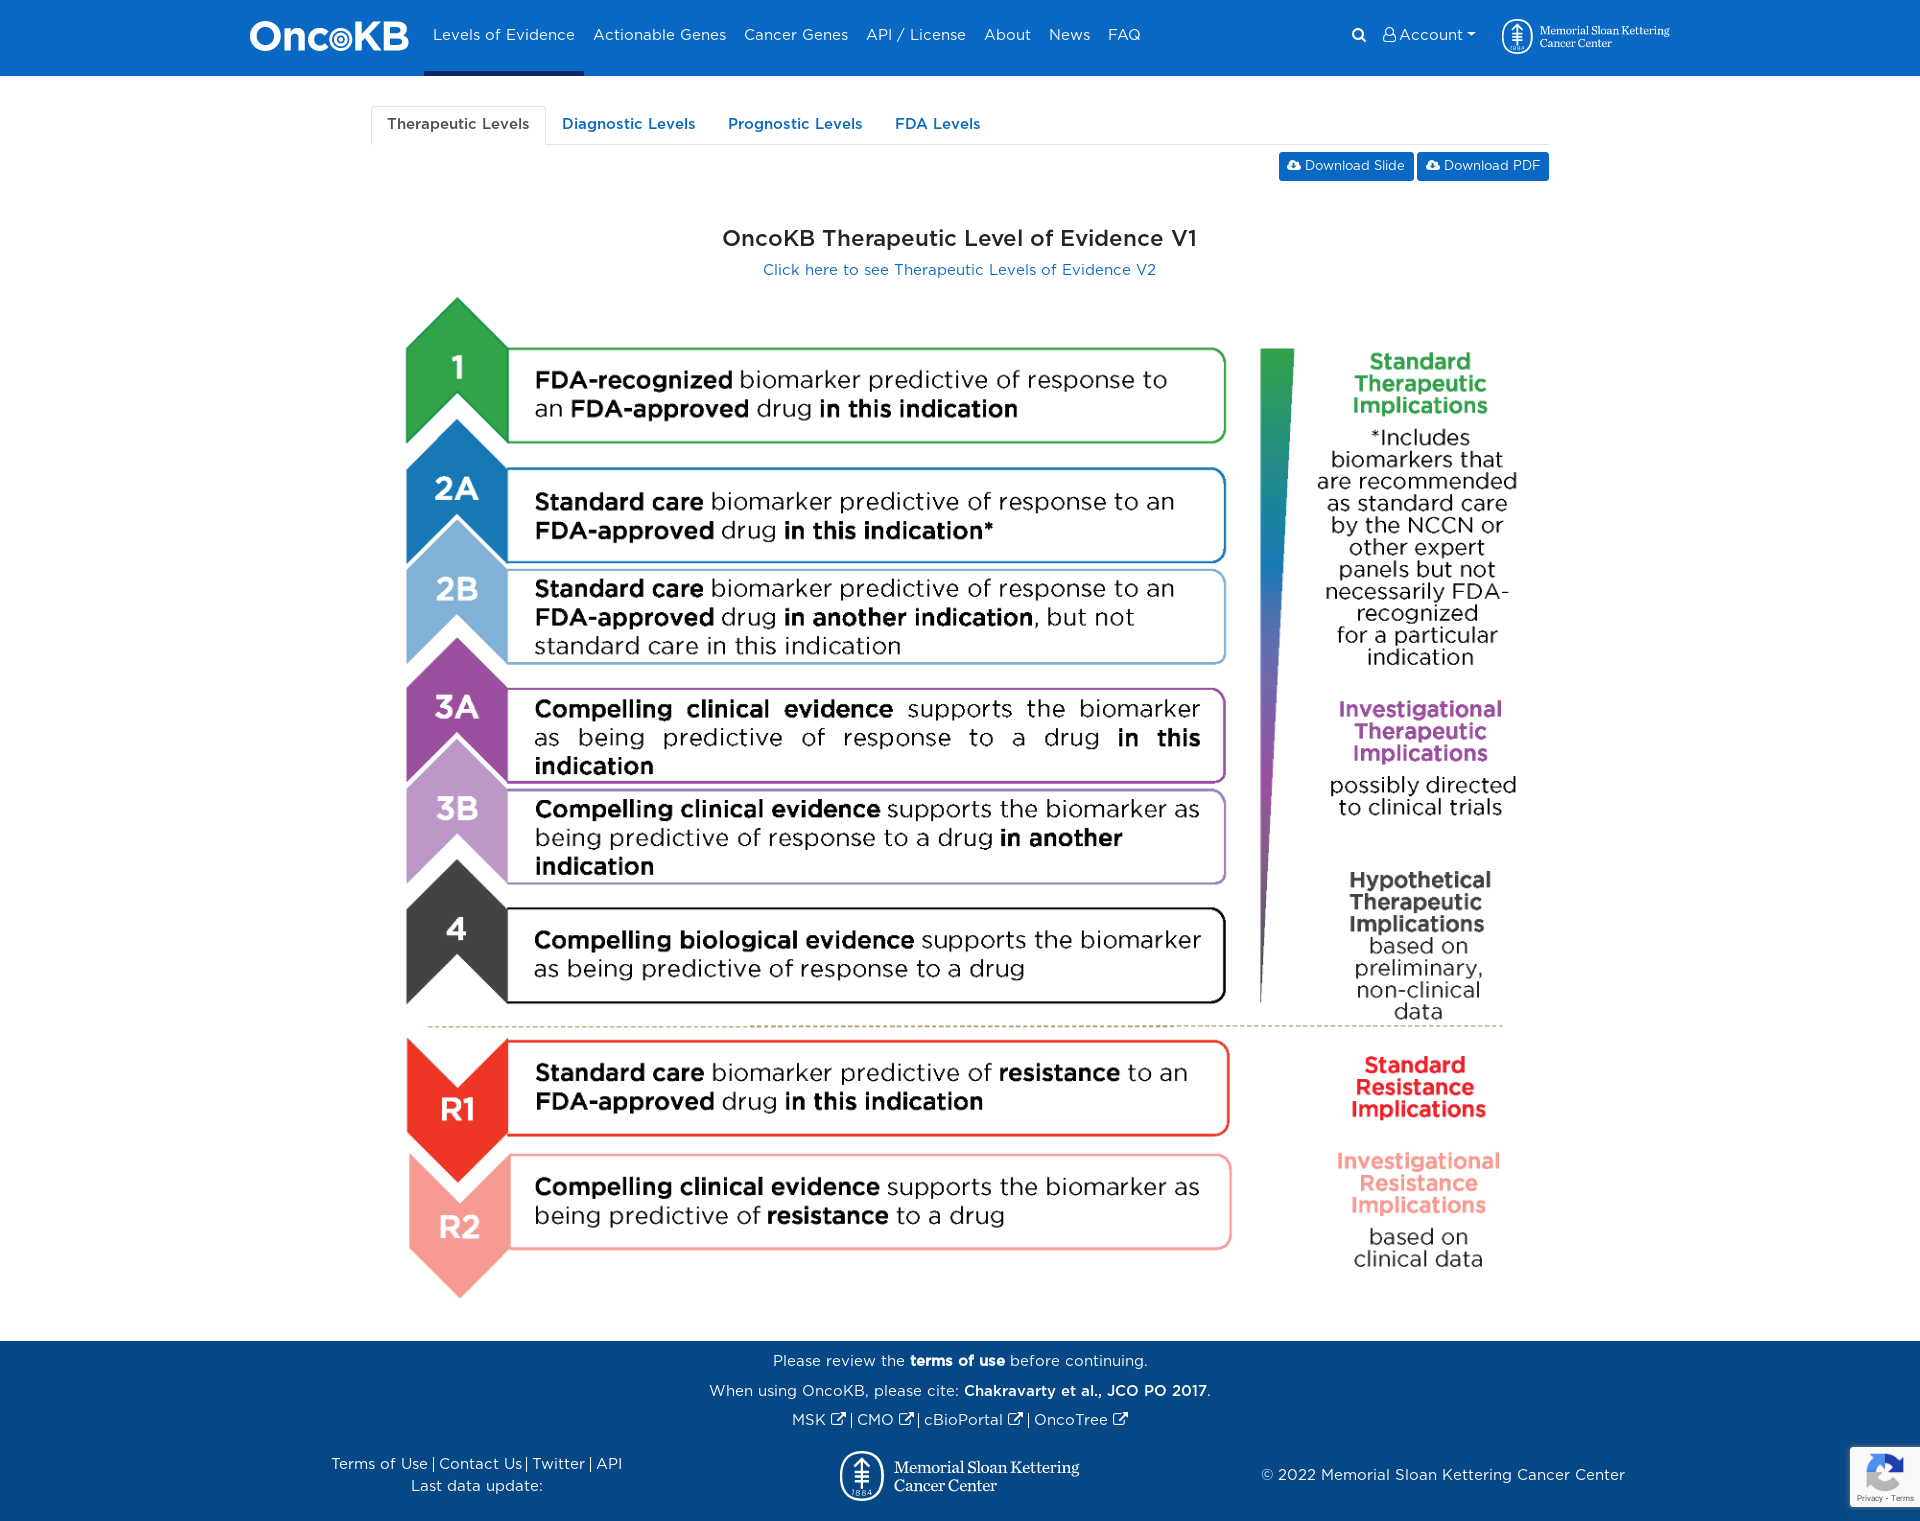 OncoKB
Levels of Evidence
Actionable Genes
Cancer Genes
API / License
About
News
FAQ
Account
1884
Memorial Sloan Kettering
Cancer Center
Therapeutic Levels
Diagnostic Levels
Prognostic Levels
FDA Levels
Download Slide
Download PDF
OncoKB Therapeutic Level of Evidence V1
Click here to see Therapeutic Levels of Evidence V2
1
FDA-recognized biomarker predictive of response to
an FDA-approved drug in this indication
2A
Standard care biomarker predictive of response to an
FDA-approved drug in this indication*
2B
Standard care biomarker predictive of response to an
FDA-approved drug in another indication, but not
standard care in this indication
3A
Compelling clinical evidence supports the biomarker
as being predictive of response to a drug in this
indication
3B
Compelling clinical evidence supports the biomarker as
being predictive of response to a drug in another
indication
4
Compelling biological evidence supports the biomarker
as being predictive of response to a drug
Standard
Therapeutic
Implications
*Includes
biomarkers that
are recommended
as standard care
by the NCCN or
other expert
panels but not
necessarily FDA-
recognized
for a particular
indication
Investigational
Therapeutic
Implications
possibly directed
to clinical trials
Hypothetical
Therapeutic
Implications
based on
preliminary,
non-clinical
data
R1
Standard care biomarker predictive of resistance to an
FDA-approved drug in this indication
Standard
Resistance
Implications
R2
Compelling clinical evidence supports the biomarker as
being predictive of resistance to a drug
Investigational
Resistance
Implications
based on
clinical data
Please review the terms of use before continuing.
When using OncoKB, please cite: Chakravarty et al., JCO PO 2017.
MSK | CMO | cBioPortal | OncoTree
Terms of Use | Contact Us | Twitter | API
Last data update:
1884
Memorial Sloan Kettering
Cancer Center
© 2022 Memorial Sloan Kettering Cancer Center
Privacy - Terms